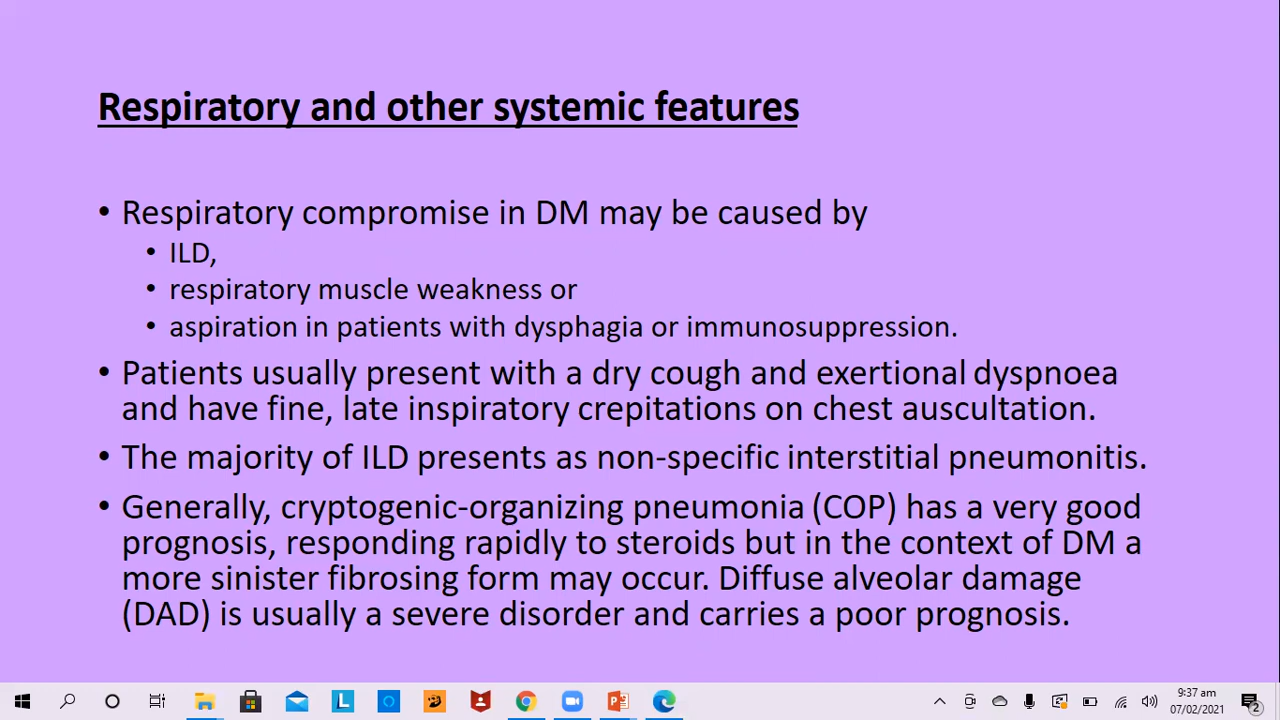 Respiratory and other systemic features
• Respiratory compromise in DM may be caused by
• ILD,
• respiratory muscle weakness or
• aspiration in patients with dysphagia or immunosuppression.
• Patients usually present with a dry cough and exertional dyspnoea
and have fine, late inspiratory crepitations on chest auscultation.
• The majority of ILD presents as non-specific interstitial pneumonitis.
• Generally, cryptogenic-organizing pneumonia (COP) has a very good
prognosis, responding rapidly to steroids but in the context of DM a
more sinister fibrosing form may occur. Diffuse alveolar damage
(DAD) is usually a severe disorder and carries a poor prognosis.
L
9:37 am
07/02/2021
2